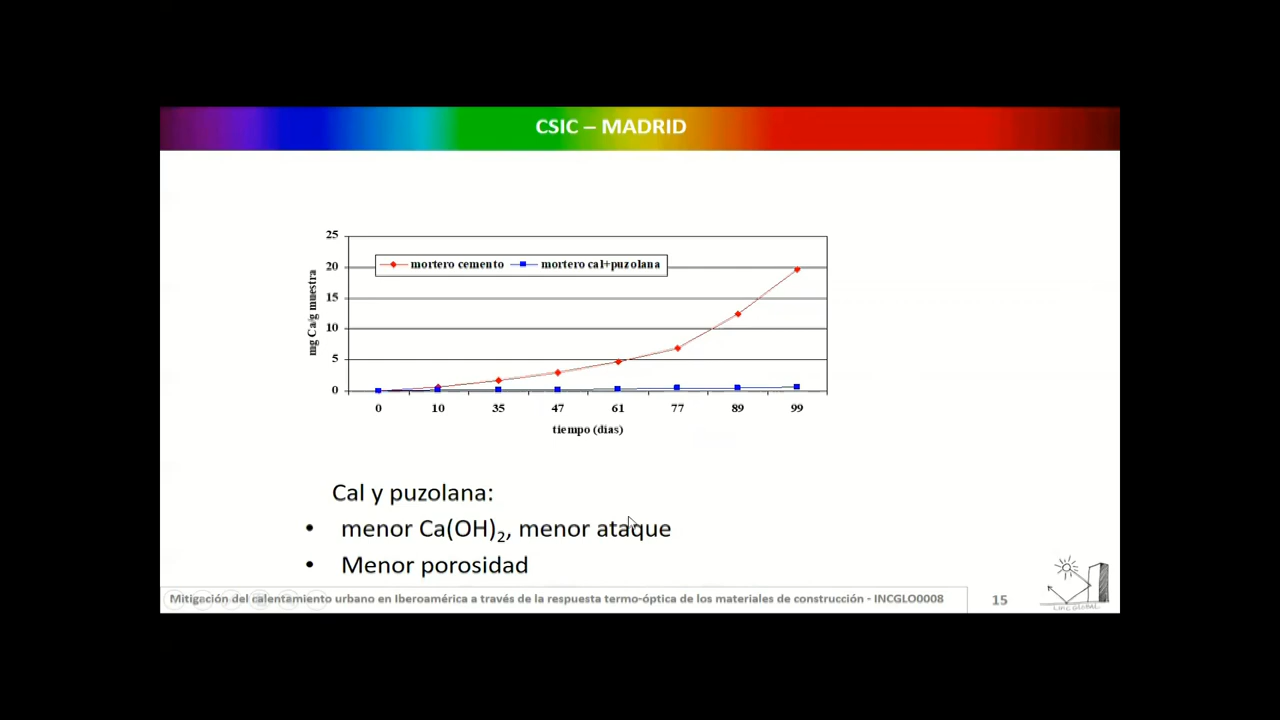 CSIC – MADRID
25
20
15
10
5
0
mg Ca/g muestra
mortero cemento mortero cal+puzolana
0 10 35 47 61 77 89 99
tiempo (dias)
Cal y puzolana:
• menor Ca(OH)₂, menor ataque
• Menor porosidad
Mitigación del calentamiento urbano en Iberoamérica a través de la respuesta termo-óptica de los materiales de construcción - INCGLO0008
15